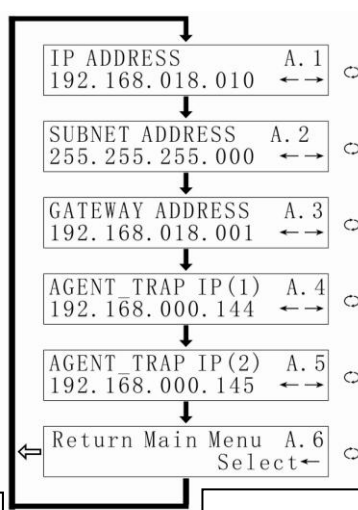 IP ADDRESS A.1
192.168.018.010 ←→
SUBNET ADDRESS A.2
255.255.255.000 ←→
GATEWAY ADDRESS A.3
192.168.018.001 ←→
AGENT_TRAP IP(1) A.4
192.168.000.144 ←→
AGENT_TRAP IP(2) A.5
192.168.000.145 ←→
Return Main Menu A.6
Select←